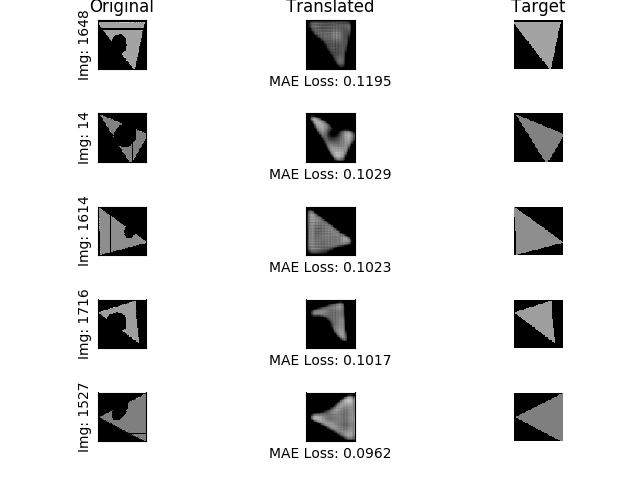 Original Translated Target
Img: 1648
MAE Loss: 0.1195
Img: 14
MAE Loss: 0.1029
Img: 1614
MAE Loss: 0.1023
Img: 1716
MAE Loss: 0.1017
Img: 1527
MAE Loss: 0.0962